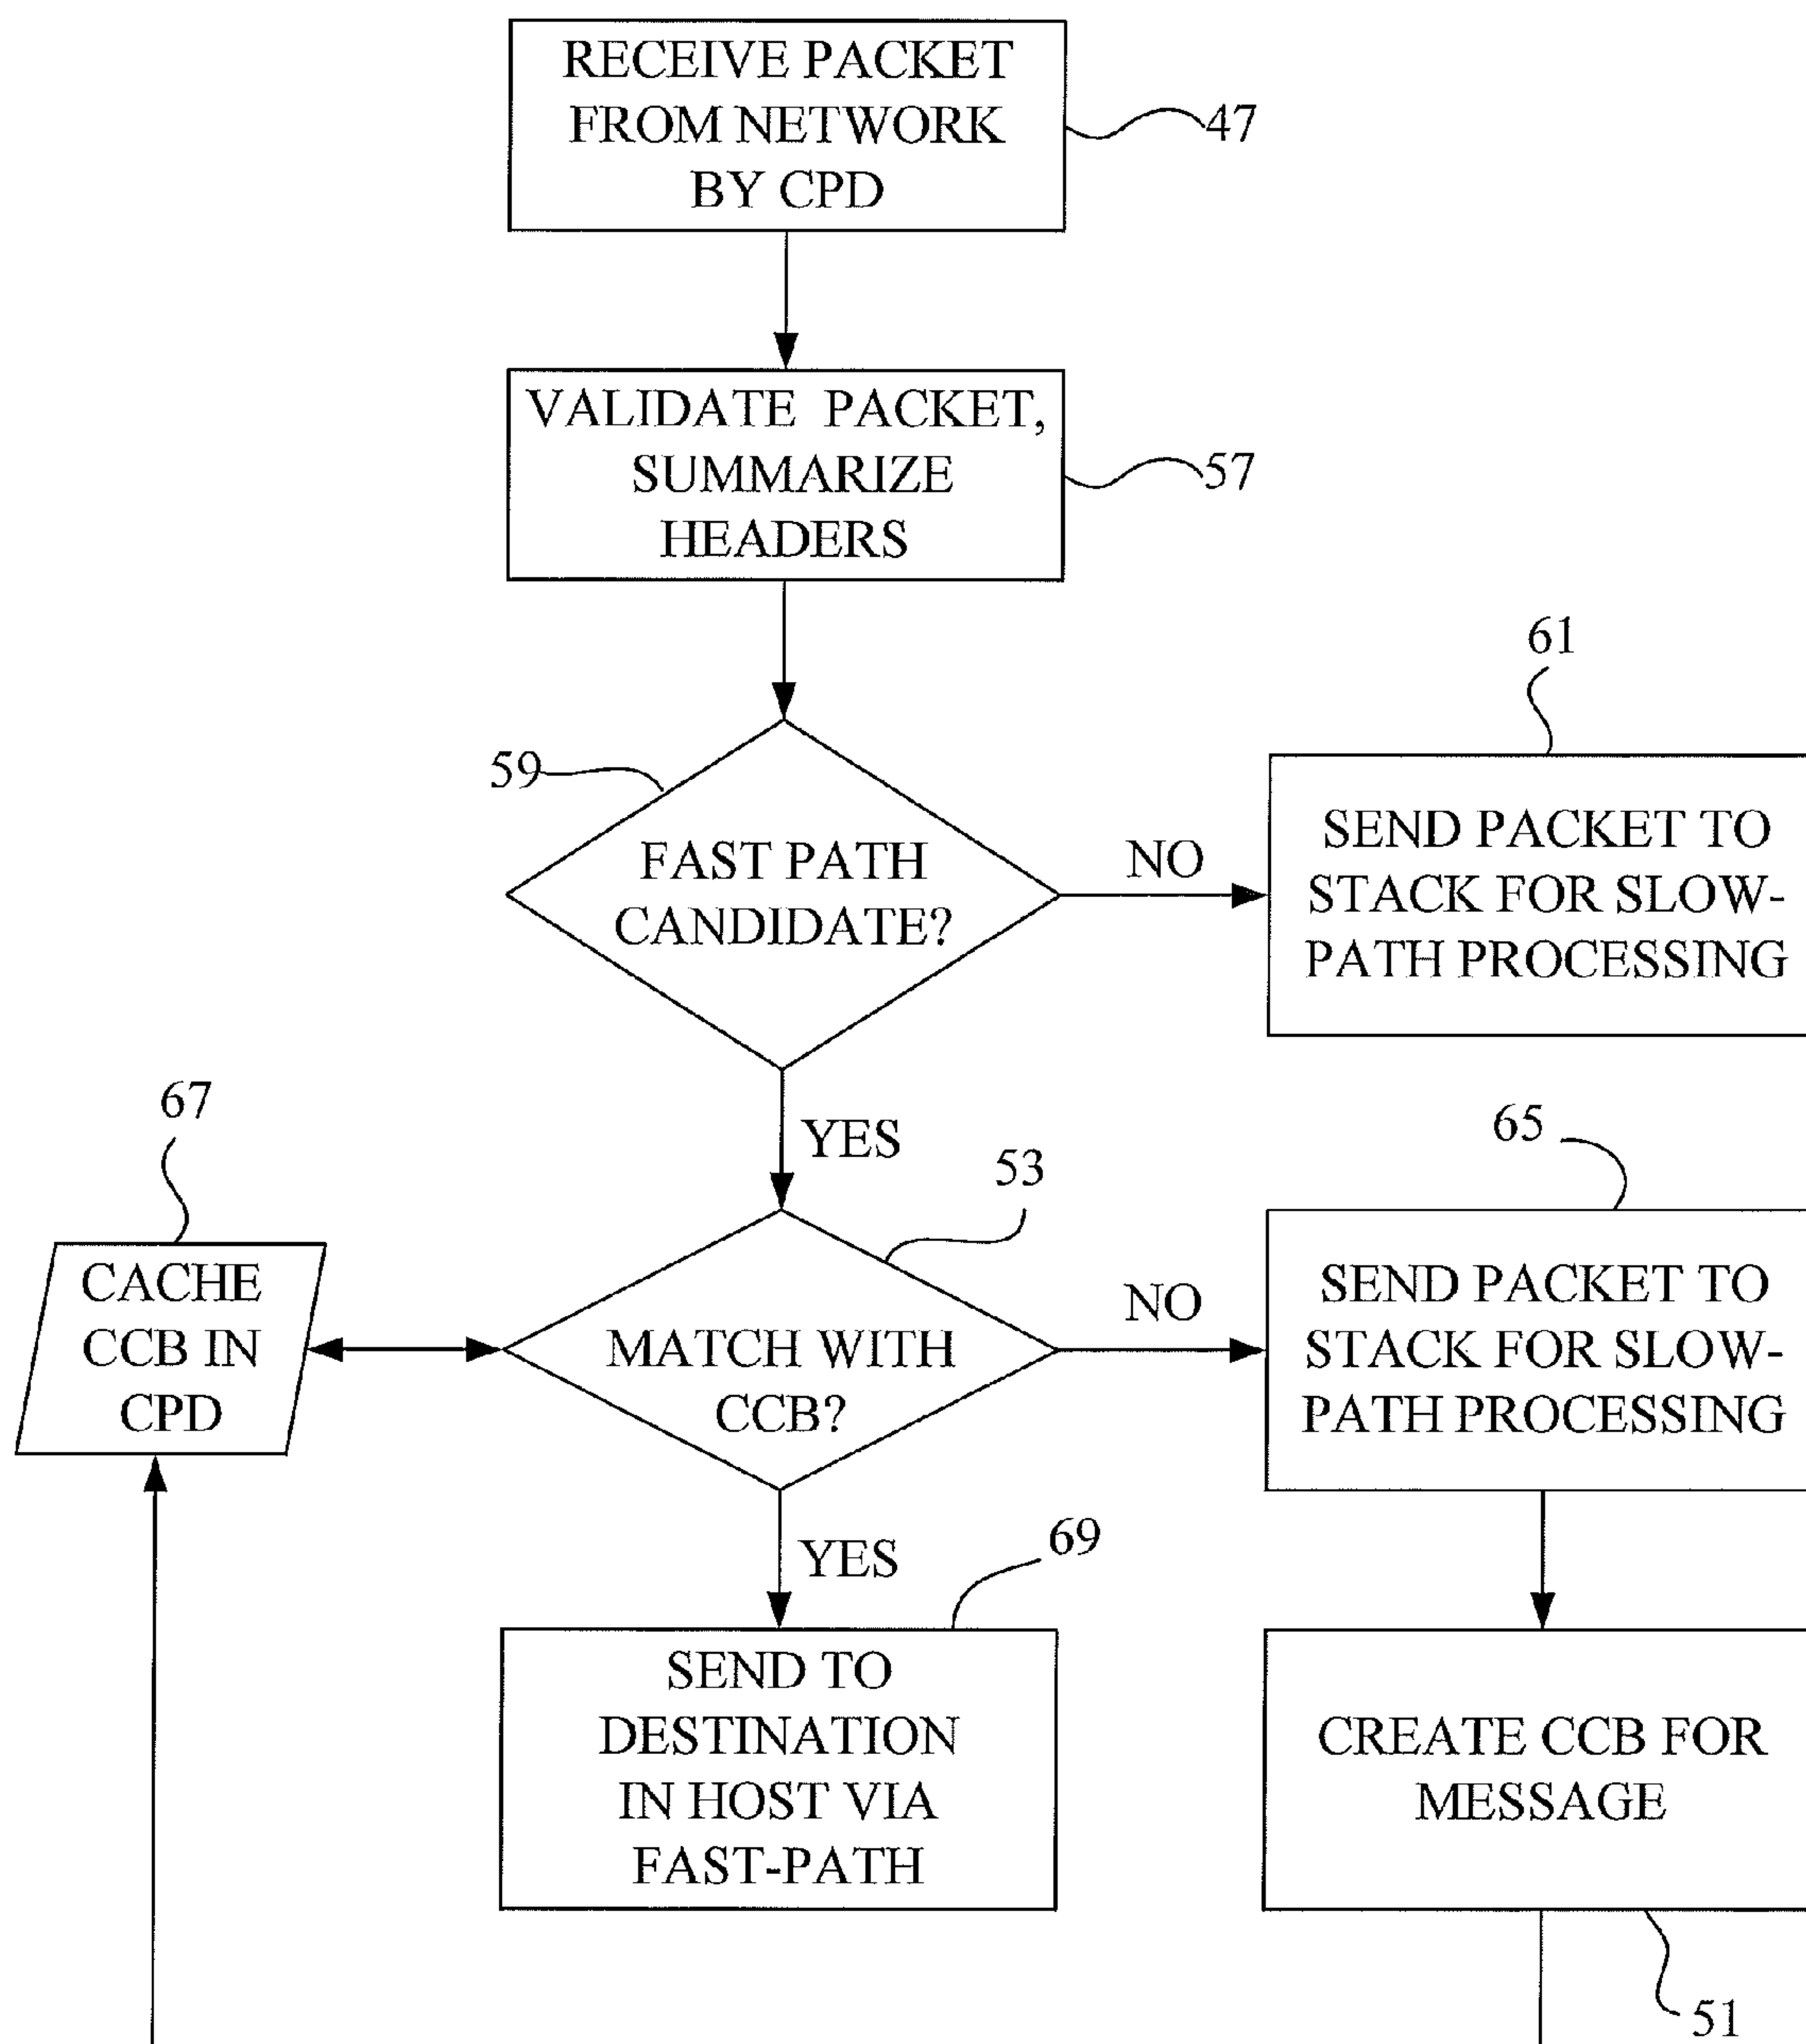 RECEIVE PACKET
FROM NETWORK
BY CPD
47
VALIDATE PACKET,
SUMMARIZE
HEADERS
57
59
FAST PATH
CANDIDATE?
NO
61
SEND PACKET TO
STACK FOR SLOW-
PATH PROCESSING
YES
67
CACHE
CCB IN
CPD
53
MATCH WITH
CCB?
NO
65
SEND PACKET TO
STACK FOR SLOW-
PATH PROCESSING
YES
69
SEND TO
DESTINATION
IN HOST VIA
FAST-PATH
CREATE CCB FOR
MESSAGE
51